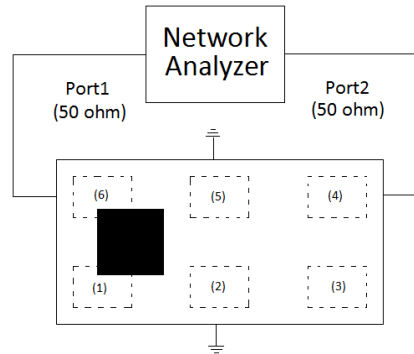 Network
Analyzer
Port1
(50 ohm)
Port2
(50 ohm)
(6)
(5)
(4)
(1)
(2)
(3)